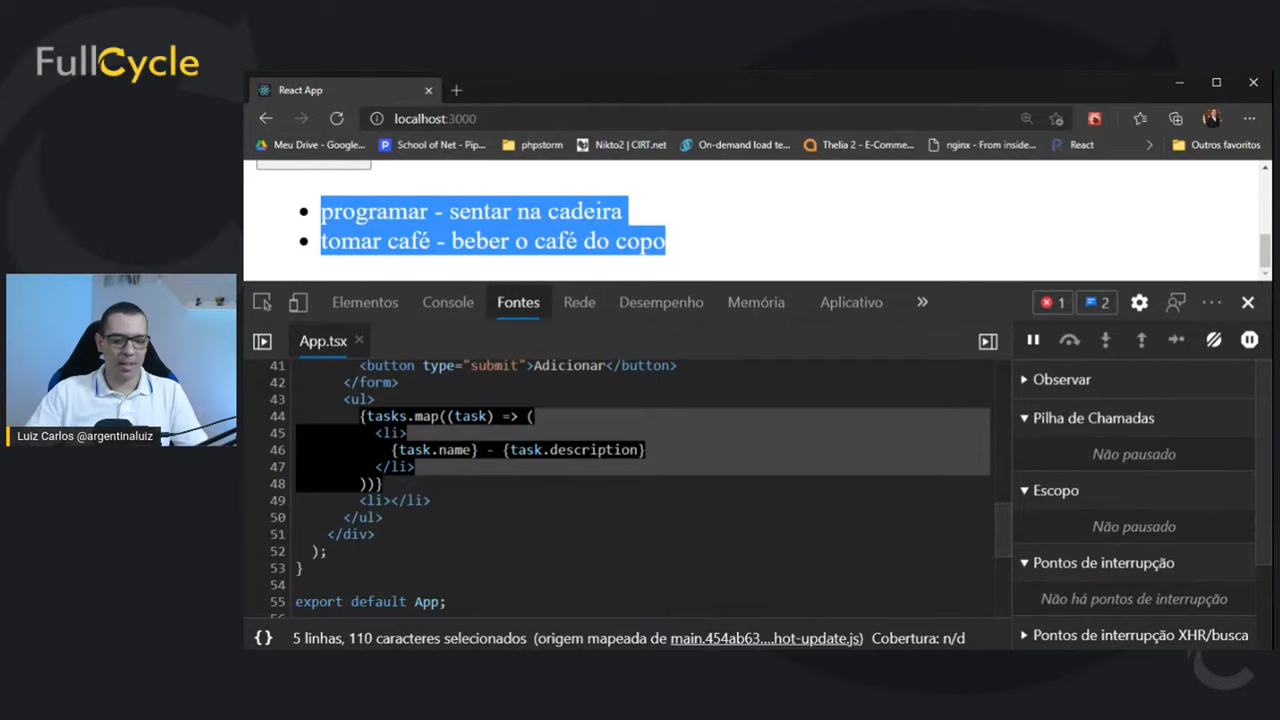 FullCycle
React App
localhost:3000
Meu Drive - Google...
School of Net - Pip...
phpstorm
Nikto2 | CIRT.net
On-demand load te...
Thelia 2 - E-Comme...
nginx - From inside...
React
Outros favoritos
programar - sentar na cadeira
tomar café - beber o café do copo
Elementos
Console
Fontes
Rede
Desempenho
Memória
Aplicativo
1
2
App.tsx
41 <button type="submit">Adicionar</button>
42 </form>
43 <ul>
44 {tasks.map((task) => (
45 <li>
46 {task.name} - {task.description}
47 </li>
48 ))}
49 <li></li>
50 </ul>
51 </div>
52 );
53 }
54
55 export default App;
Observar
Pilha de Chamadas
Não pausado
Escopo
Não pausado
Pontos de interrupção
Não há pontos de interrupção
Pontos de interrupção XHR/busca
{ } 5 linhas, 110 caracteres selecionados (origem mapeada de main.454ab63....hot-update.js) Cobertura: n/d
Luiz Carlos @argentinaluiz